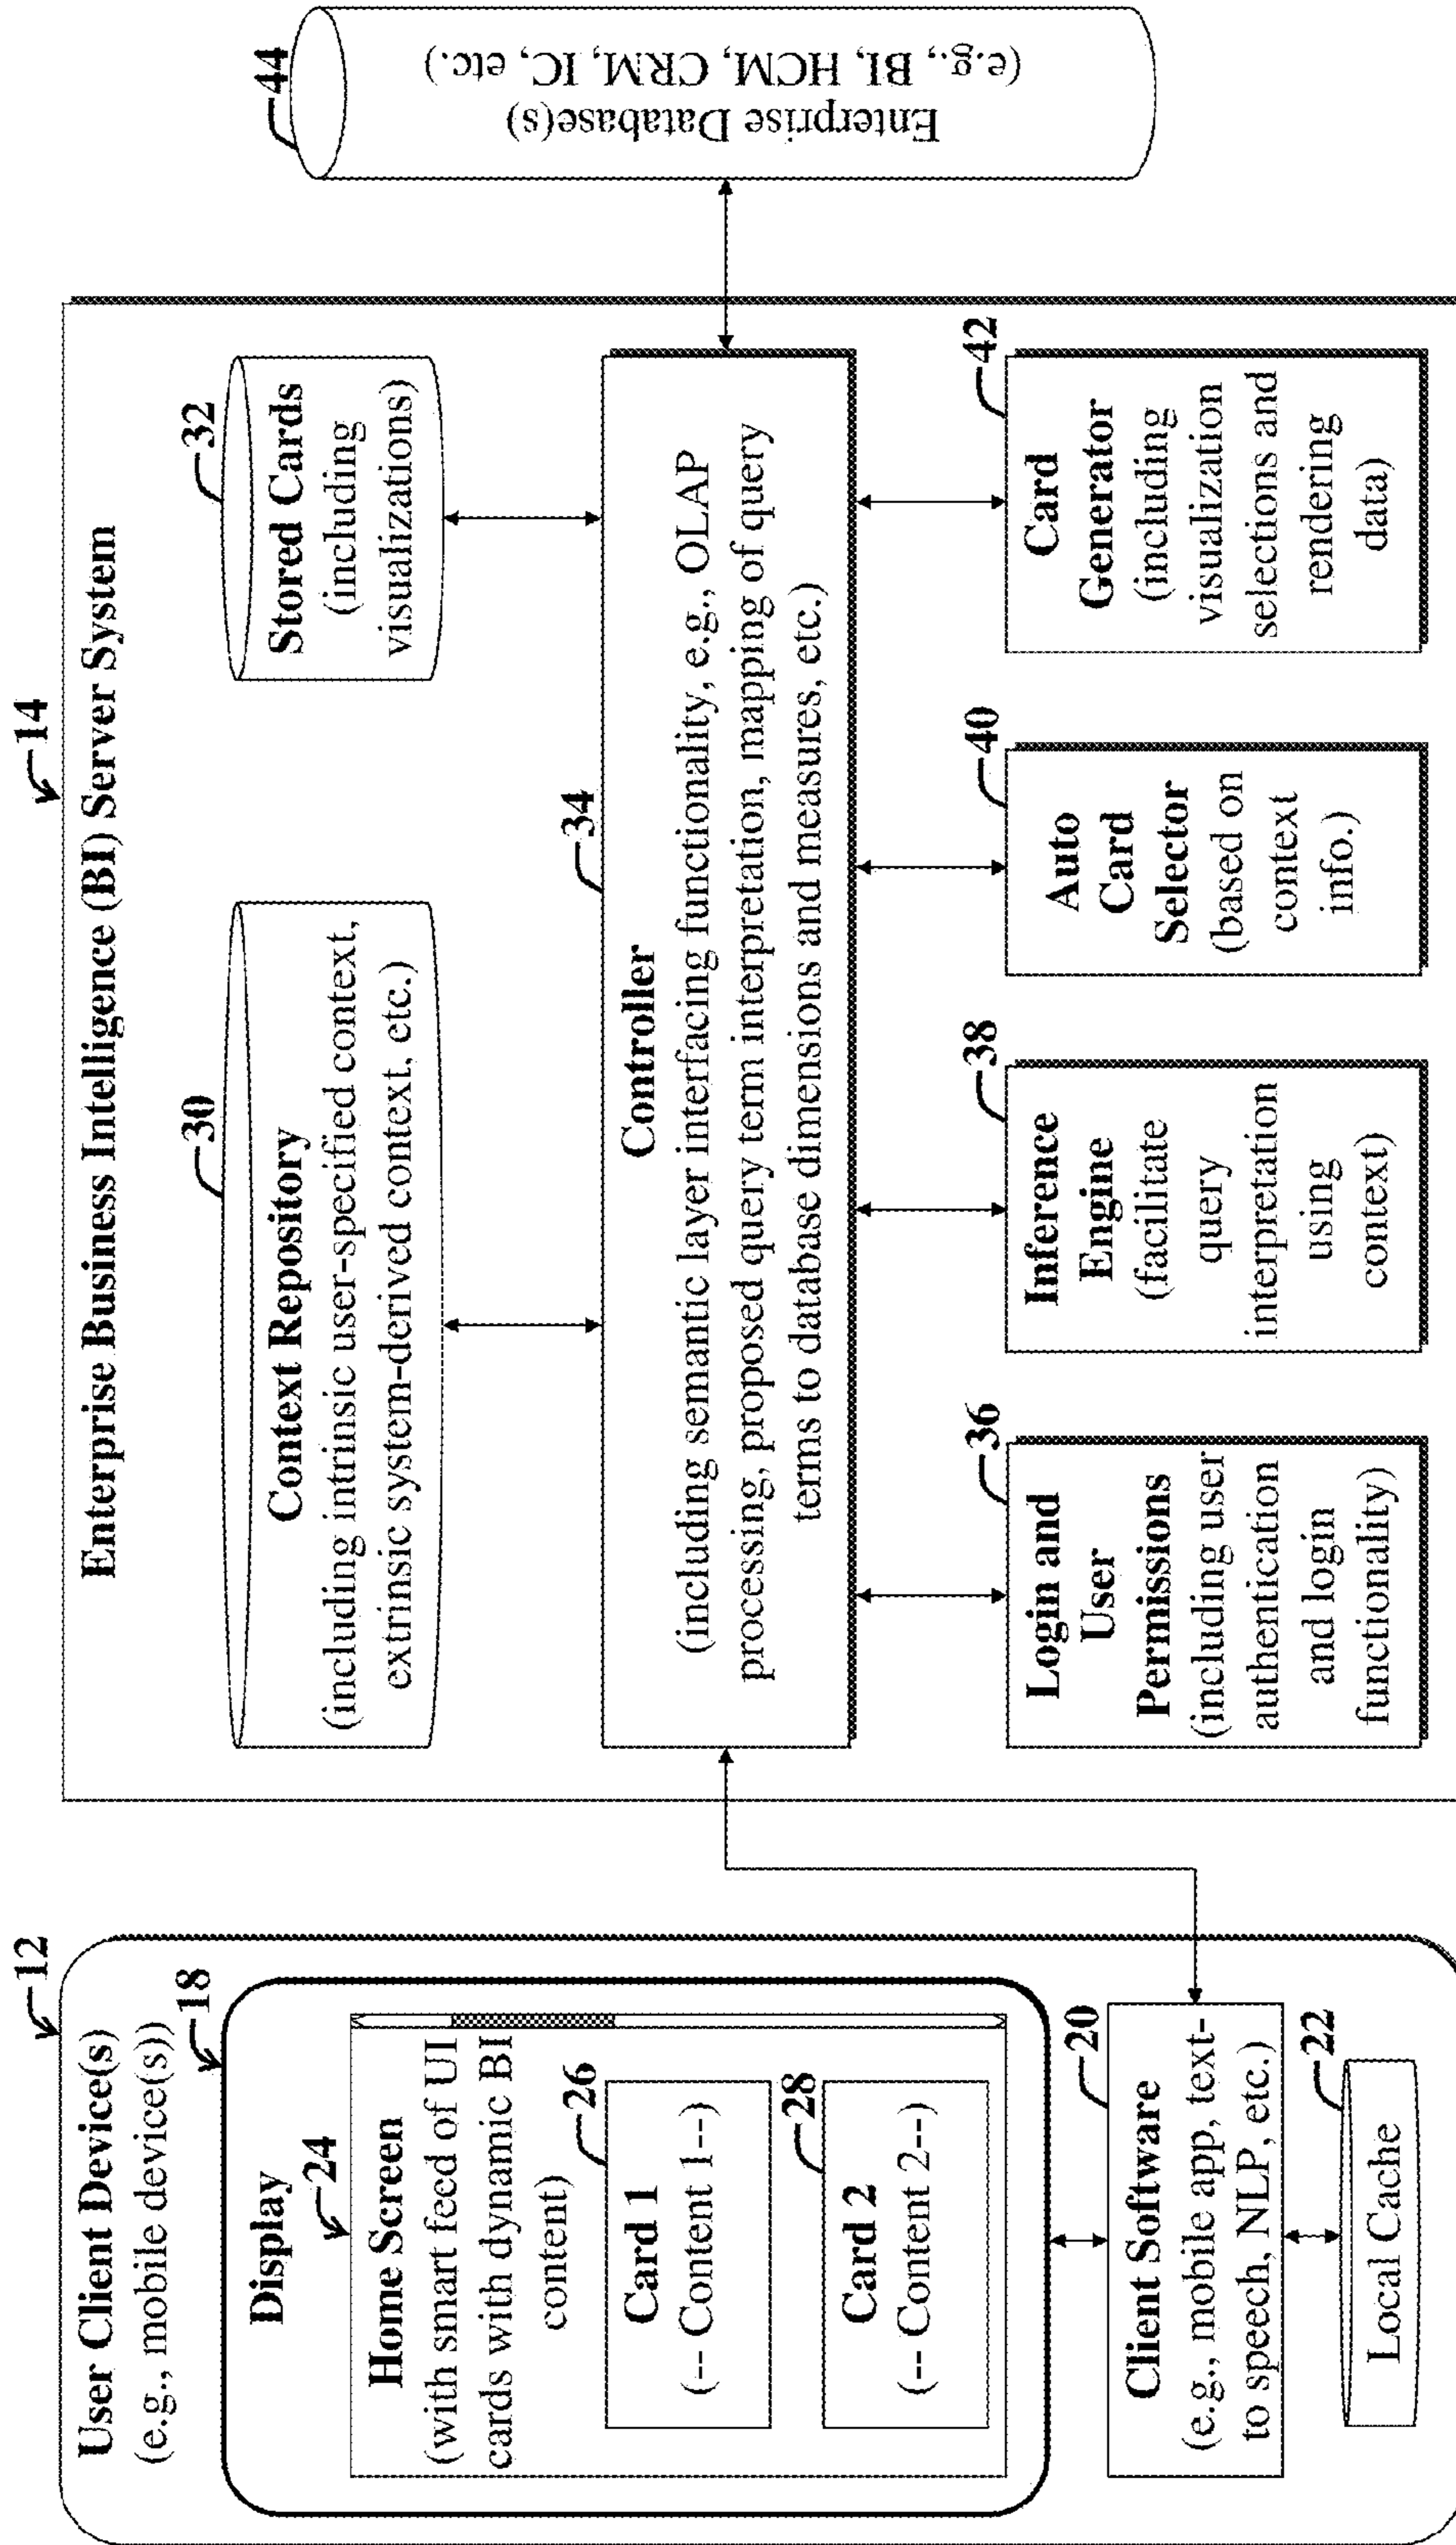 12
User Client Device(s)
(e.g., mobile device(s))
18
Display
24
Home Screen
(with smart feed of UI
cards with dynamic BI
content)
26
Card 1
(-- Content 1--)
28
Card 2
(-- Content 2--)
20
Client Software
(e.g., mobile app, text-
to speech, NLP, etc.)
22
Local Cache
14
Enterprise Business Intelligence (BI) Server System
30
Context Repository
(including intrinsic user-specified context,
extrinsic system-derived context, etc.)
32
Stored Cards
(including
visualizations)
34
Controller
(including semantic layer interfacing functionality, e.g., OLAP
processing, proposed query term interpretation, mapping of query
terms to database dimensions and measures, etc.)
36
Login and
User
Permissions
(including user
authentication
and login
functionality)
38
Inference
Engine
(facilitate
query
interpretation
using
context)
40
Auto
Card
Selector
(based on
context
info.)
42
Card
Generator
(including
visualization
selections and
rendering
data)
44
Enterprise Database(s)
(e.g., BI, HCM, CRM, IC, etc.)